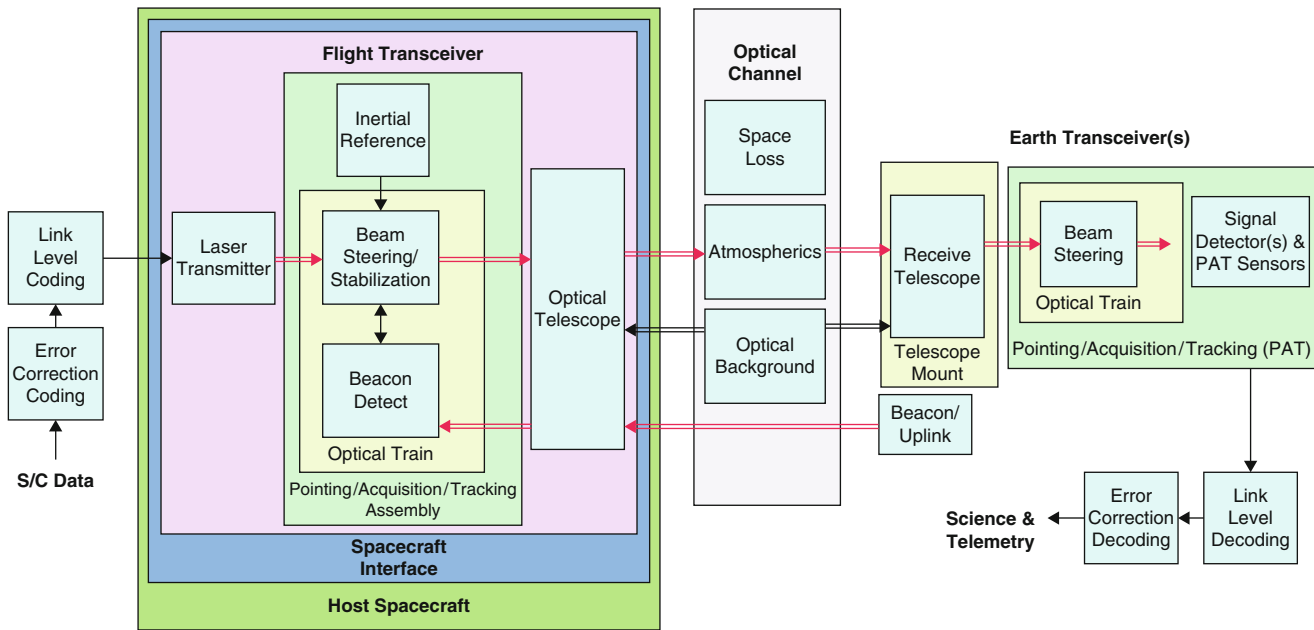 Link
Level
Coding
Error
Correction
Coding
S/C Data
Flight Transceiver
Laser
Transmitter
Inertial
Reference
Beam
Steering/
Stabilization
Beacon
Detect
Optical Train
Pointing/Acquisition/Tracking
Assembly
Optical
Telescope
Spacecraft
Interface
Host Spacecraft
Optical
Channel
Space
Loss
Atmospherics
Optical
Background
Earth Transceiver(s)
Receive
Telescope
Telescope
Mount
Beacon/
Uplink
Beam
Steering
Optical Train
Signal
Detector(s) &
PAT Sensors
Pointing/Acquisition/Tracking (PAT)
Link
Level
Decoding
Error
Correction
Decoding
Science &
Telemetry